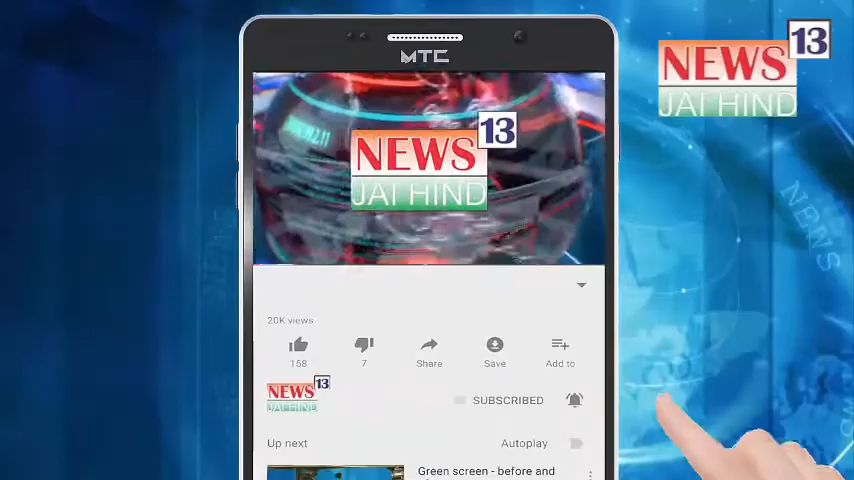 MTC
13
NEWS
JAI HIND
13
NEWS
JAI HIND
NEWS
20K views
158
7
Share
Save
Add to
13
NEWS
JAI HIND
SUBSCRIBED
Up next
Autoplay
Green screen - before and